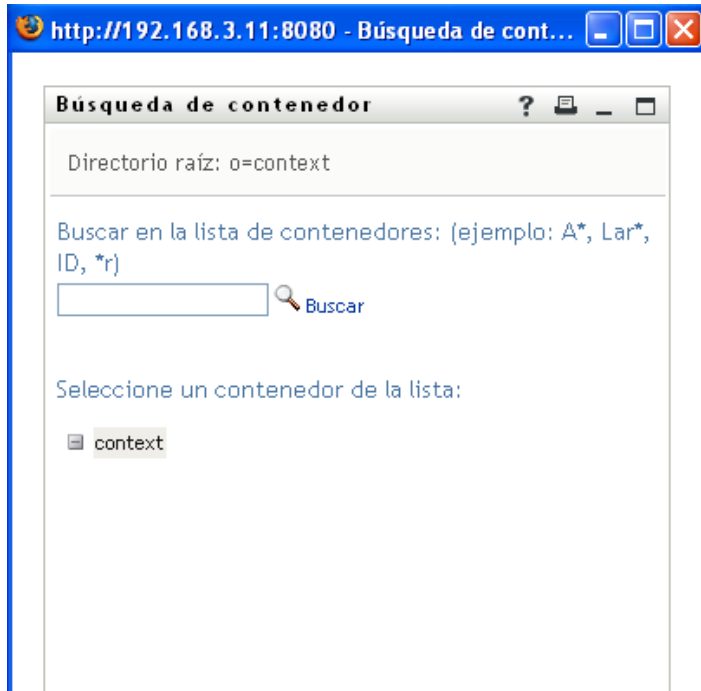 http://192.168.3.11:8080 - Búsqueda de cont...
Búsqueda de contenedor
Directorio raíz: o=context
Buscar en la lista de contenedores: (ejemplo: A*, Lar*,
ID, *r)
Buscar
Seleccione un contenedor de la lista:
context